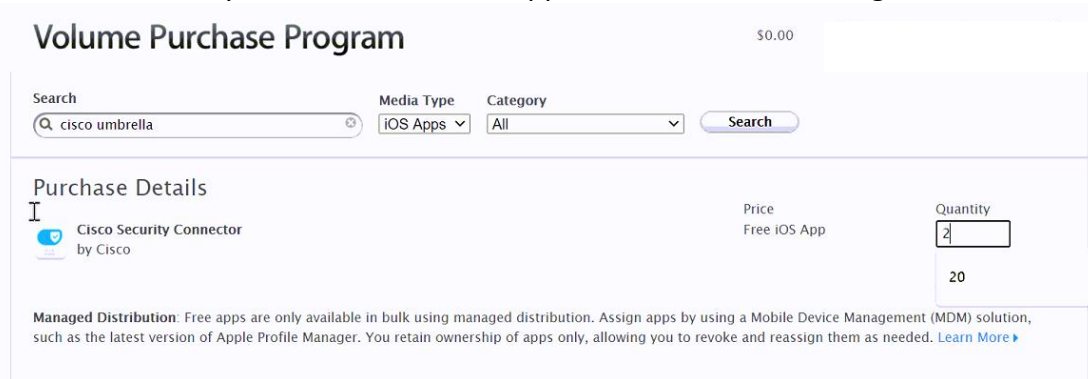 Volume Purchase Program
$0.00
Search
Media Type
Category
cisco umbrella
iOS Apps
All
Search
Purchase Details
Price
Quantity
Cisco Security Connector
Free iOS App
2
by Cisco
20
Managed Distribution: Free apps are only available in bulk using managed distribution. Assign apps by using a Mobile Device Management (MDM) solution,
such as the latest version of Apple Profile Manager. You retain ownership of apps only, allowing you to revoke and reassign them as needed. Learn More